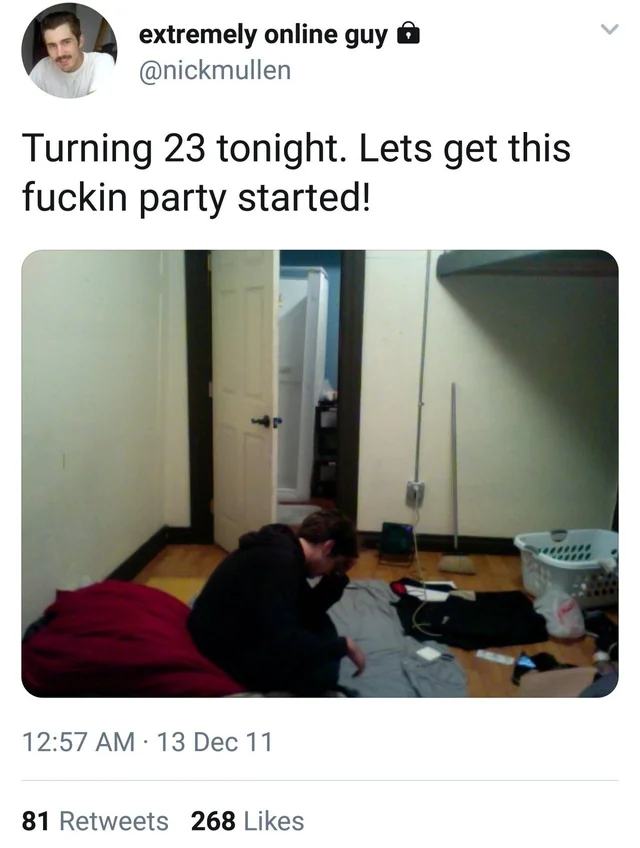 extremely online guy
@nickmullen
Turning 23 tonight. Lets get this
fuckin party started!
12:57 AM · 13 Dec 11
81 Retweets 268 Likes